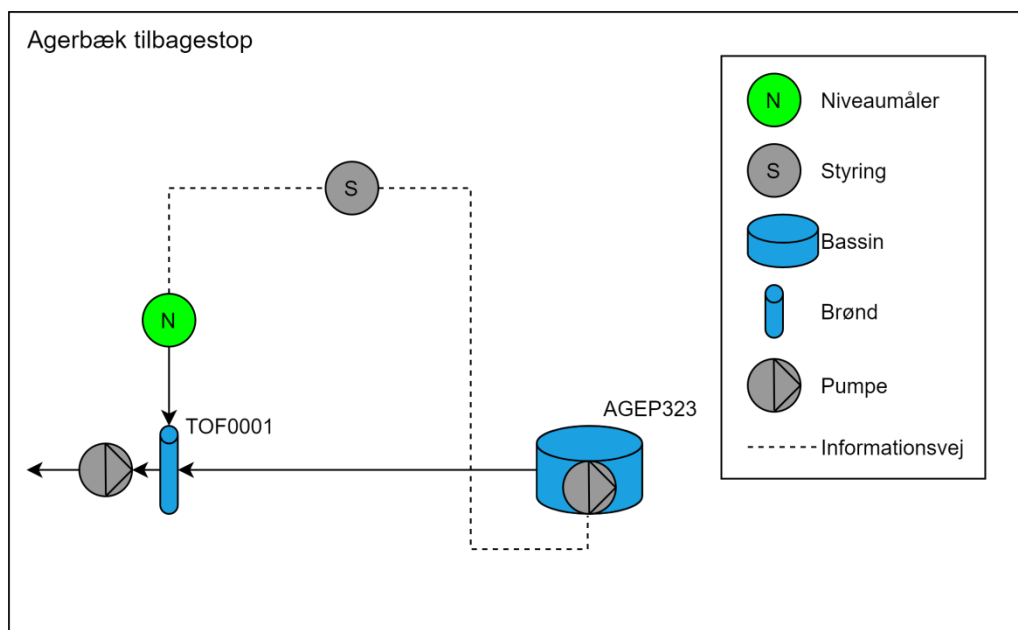 Agerbæk tilbagestop
N
Niveaumåler
S
Styring
Bassin
Brønd
Pumpe
Informationsvej
S
N
TOF0001
AGEP323